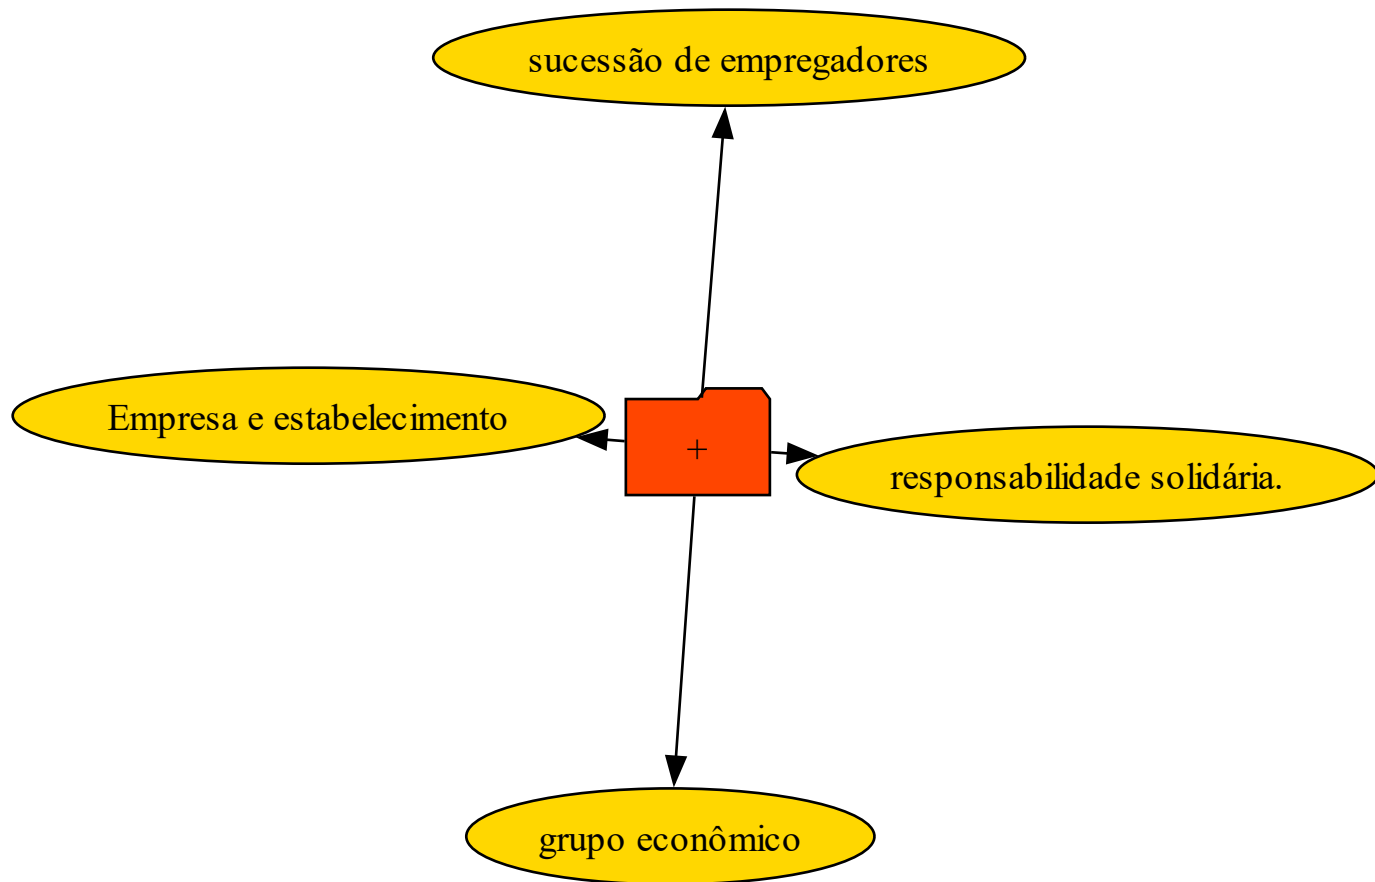 sucessão de empregadores
Empresa e estabelecimento
+
responsabilidade solidária.
grupo econômico